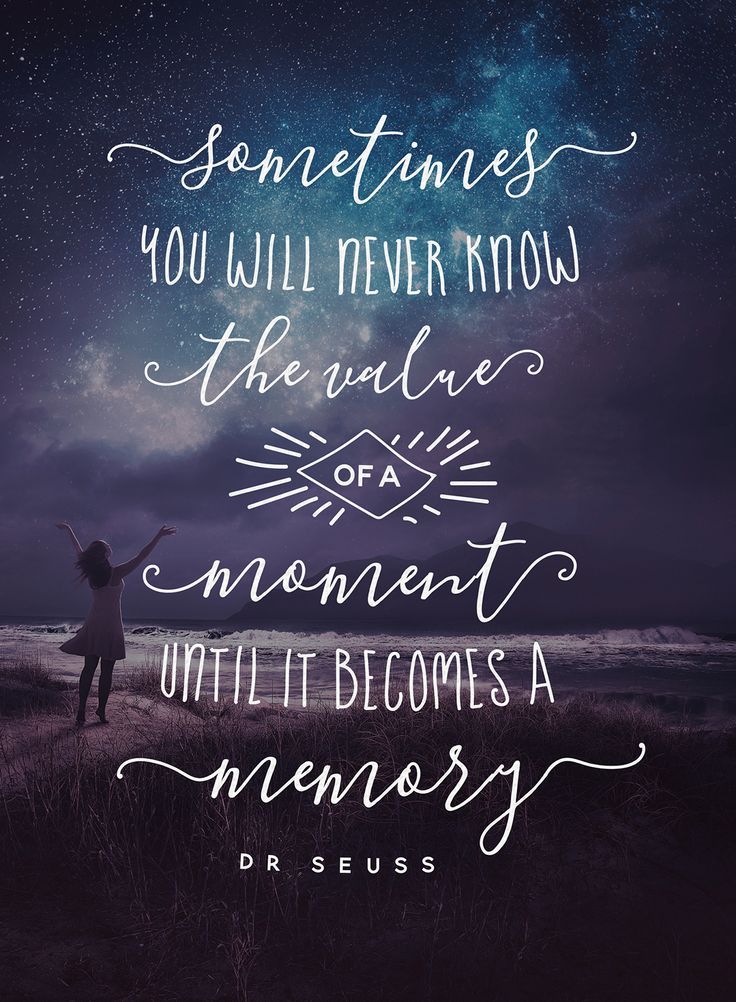 sometimes
YOU WILL NEVER KNOW
the value
OF A
moment
UNTIL IT BECOMES A
memory
DR SEUSS